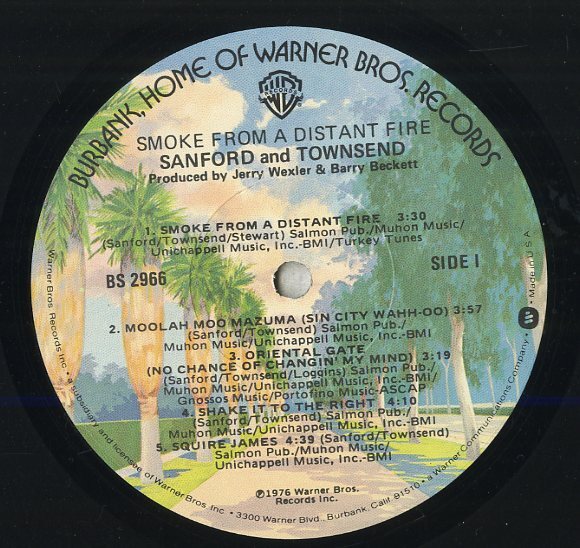 BURBANK, HOME OF WARNER BROS. RECORDS
WB
RECORDS
SMOKE FROM A DISTANT FIRE
SANFORD and TOWNSEND
Produced by Jerry Wexler & Barry Beckett
1. SMOKE FROM A DISTANT FIRE 3:30
(Sanford/Townsend/Stewart) Salmon Pub./Muhon Music/
Unichappell Music, Inc.-BMI/Turkey Tunes
BS 2966
SIDE I
2. MOOLAH MOO MAZUMA (SIN CITY WAHH-OO) 3:57
(Sanford/Townsend) Salmon Pub./
Muhon Music/Unichappell Music, Inc.-BMI
3. ORIENTAL GATE
(NO CHANCE OF CHANGIN' MY MIND) 3:19
(Sanford/Townsend/Loggins) Salmon Pub./
Muhon Music/Unichappell Music, Inc.-BMI/
Gnossos Music/Portofino Music-ASCAP
4. SHAKE IT TO THE RIGHT 4:10
(Sanford/Townsend) Salmon Pub./
Muhon Music/Unichappell Music, Inc.-BMI
5. SQUIRE JAMES 4:39 (Sanford/Townsend)
Salmon Pub./Muhon Music/
Unichappell Music, Inc.-BMI
℗1976 Warner Bros.
Records Inc.
Warner Bros. Records Inc. • a subsidiary and licensee of Warner Bros. Inc. • 3300 Warner Blvd., Burbank, Calif. 91510 • a Warner Communications Company • Made in U.S.A.